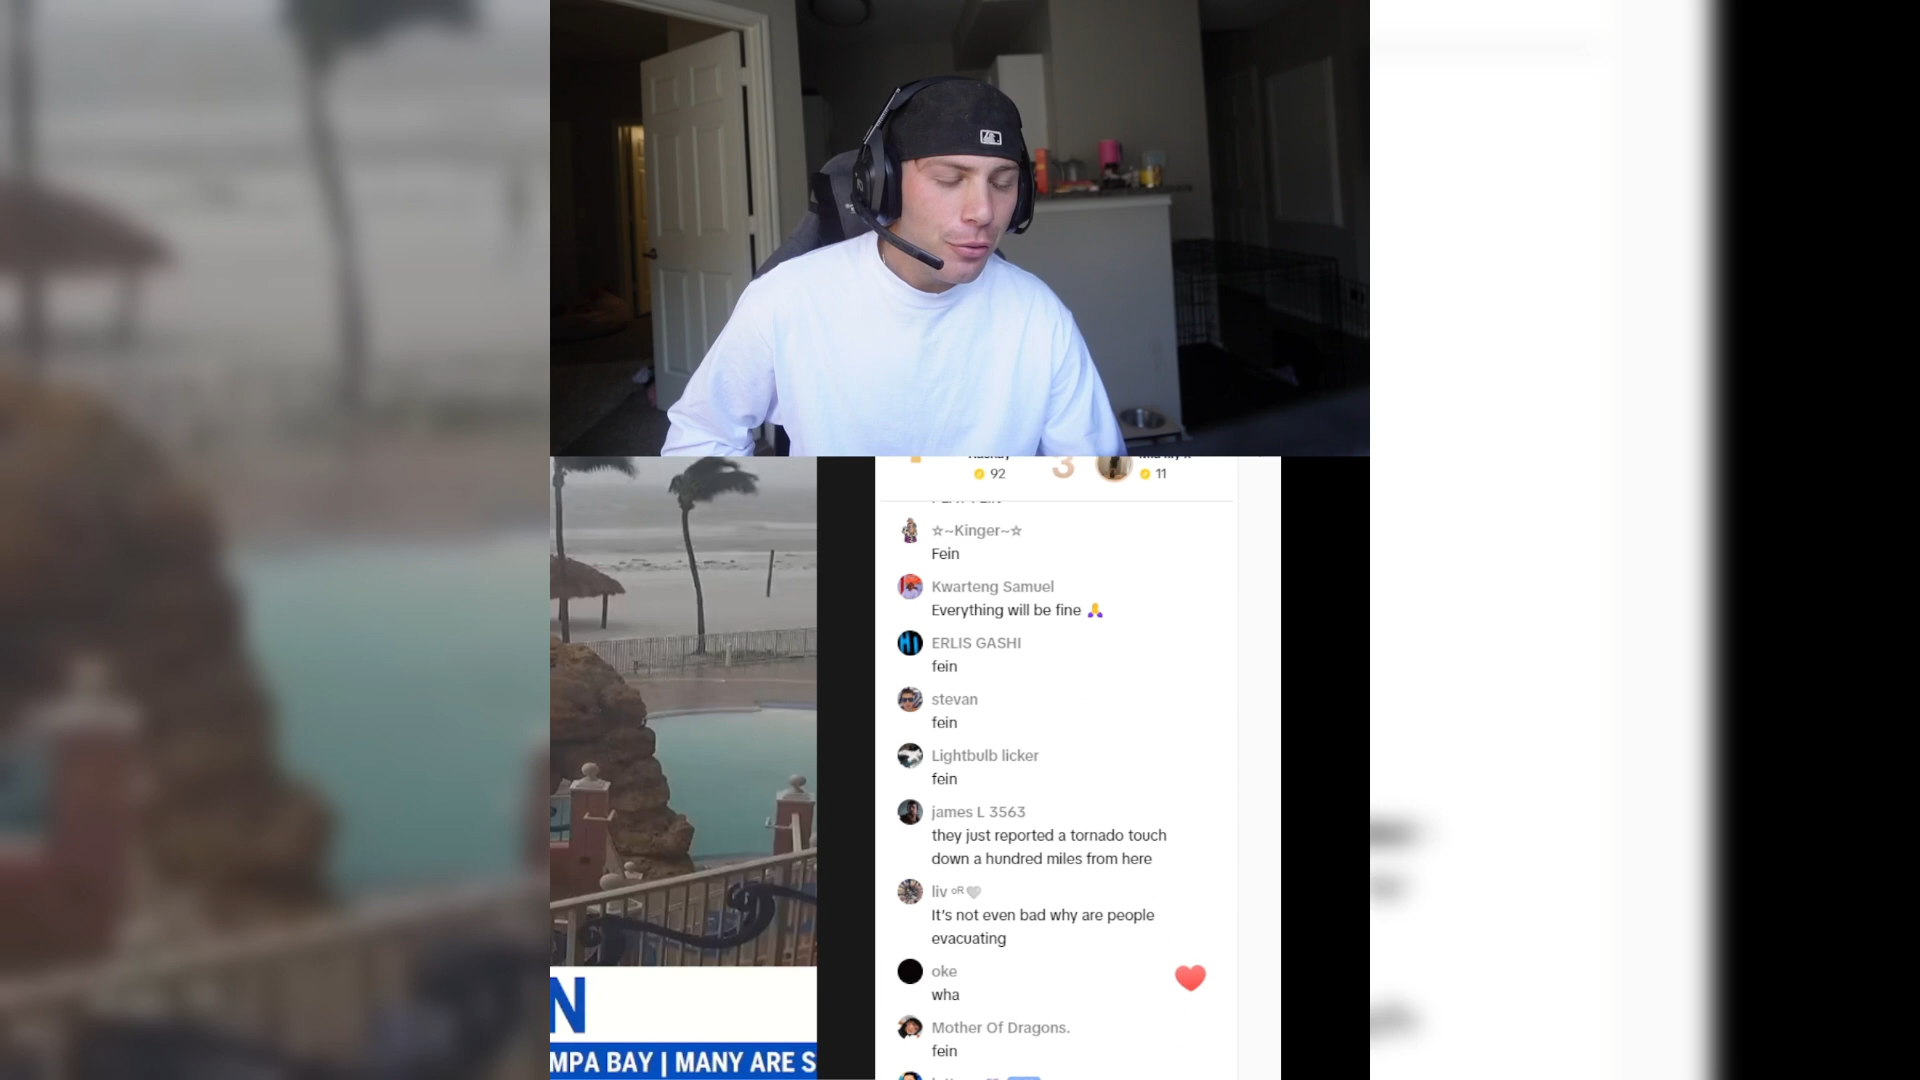 92
3
11
☆~Kinger~☆
Fein
Kwarteng Samuel
Everything will be fine 🙏
ERLIS GASHI
fein
stevan
fein
Lightbulb licker
fein
james L 3563
they just reported a tornado touch
down a hundred miles from here
liv oR🩶
It's not even bad why are people
evacuating
oke
wha
Mother Of Dragons.
fein
N
MPA BAY | MANY ARE S